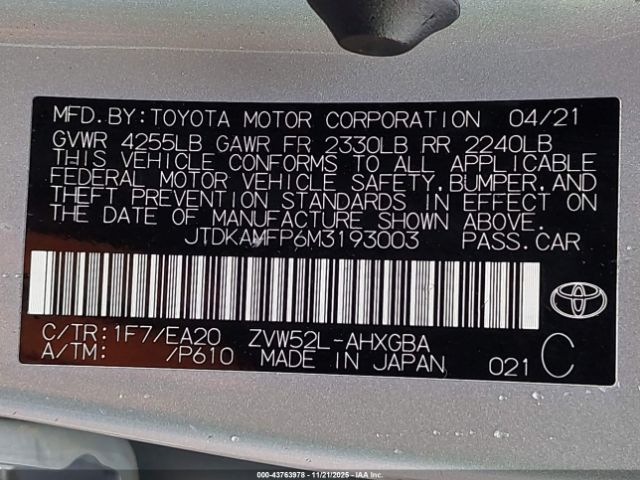 MFD.BY:TOYOTA MOTOR CORPORATION 04/21
GVWR 4255LB GAWR FR 2330LB RR 2240LB
THIS VEHICLE CONFORMS TO ALL APPLICABLE
FEDERAL MOTOR VEHICLE SAFETY,BUMPER,AND
THEFT PREVENTION STANDARDS IN EFFECT ON
THE DATE OF MANUFACTURE SHOWN ABOVE.
JTDKAMFP6M3193003 PASS.CAR
C/TR:1F7/EA20 ZVW52L-AHXGBA
A/TM: /P610 MADE IN JAPAN 021 C
000-43763978 - 11/21/2025 - IAAI